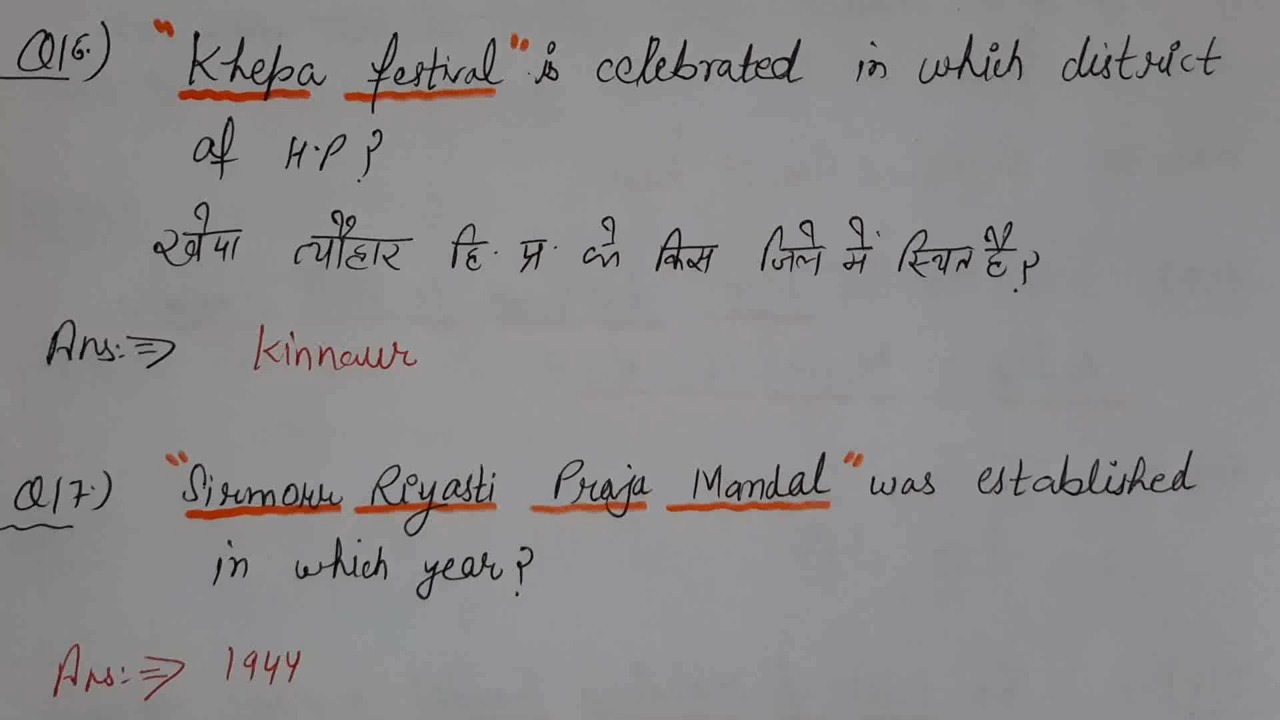 Q16.) "Khepa festival" is celebrated in which district
of H.P?
खेपा त्यौहार हि. प्र. के किस जिले में स्थित है?
Ans:⇒ Kinnaur
Q17.) "Sirmour Riyasti Praja Mandal" was established
in which year?
Ans:⇒ 1944